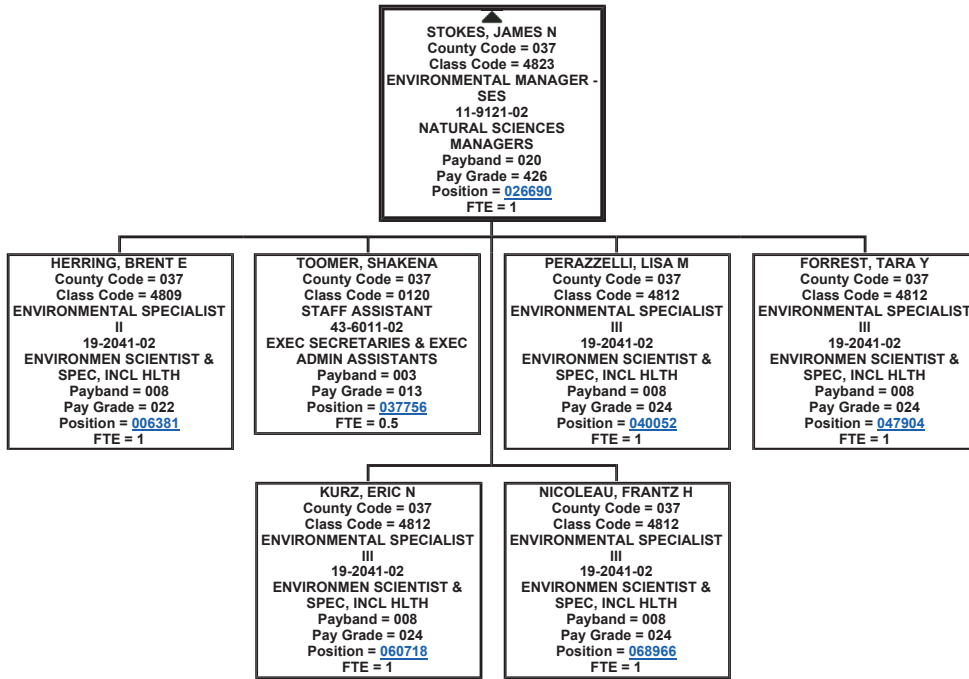 STOKES, JAMES N
County Code = 037
Class Code = 4823
ENVIRONMENTAL MANAGER -
SES
11-9121-02
NATURAL SCIENCES
MANAGERS
Payband = 020
Pay Grade = 426
Position = 026690
FTE = 1
HERRING, BRENT E
County Code = 037
Class Code = 4809
ENVIRONMENTAL SPECIALIST
II
19-2041-02
ENVIRONMEN SCIENTIST &
SPEC, INCL HLTH
Payband = 008
Pay Grade = 022
Position = 006381
FTE = 1
TOOMER, SHAKENA
County Code = 037
Class Code = 0120
STAFF ASSISTANT
43-6011-02
EXEC SECRETARIES & EXEC
ADMIN ASSISTANTS
Payband = 003
Pay Grade = 013
Position = 037756
FTE = 0.5
PERAZZELLI, LISA M
County Code = 037
Class Code = 4812
ENVIRONMENTAL SPECIALIST
III
19-2041-02
ENVIRONMEN SCIENTIST &
SPEC, INCL HLTH
Payband = 008
Pay Grade = 024
Position = 040052
FTE = 1
FORREST, TARA Y
County Code = 037
Class Code = 4812
ENVIRONMENTAL SPECIALIST
III
19-2041-02
ENVIRONMEN SCIENTIST &
SPEC, INCL HLTH
Payband = 008
Pay Grade = 024
Position = 047904
FTE = 1
KURZ, ERIC N
County Code = 037
Class Code = 4812
ENVIRONMENTAL SPECIALIST
III
19-2041-02
ENVIRONMEN SCIENTIST &
SPEC, INCL HLTH
Payband = 008
Pay Grade = 024
Position = 060718
FTE = 1
NICOLEAU, FRANTZ H
County Code = 037
Class Code = 4812
ENVIRONMENTAL SPECIALIST
III
19-2041-02
ENVIRONMEN SCIENTIST &
SPEC, INCL HLTH
Payband = 008
Pay Grade = 024
Position = 068966
FTE = 1